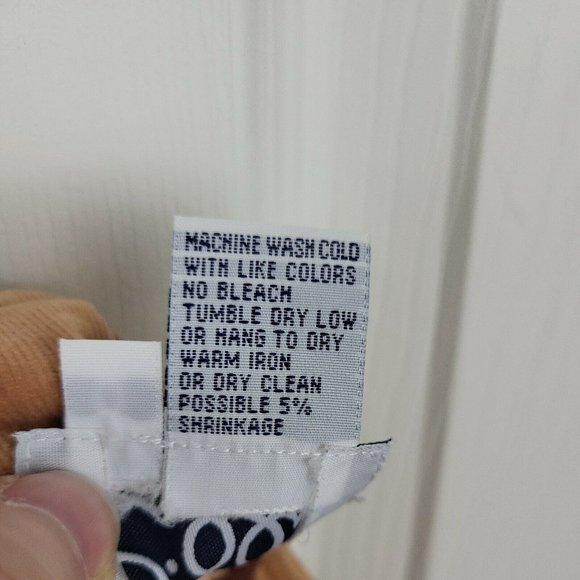 MACHINE WASH COLD
WITH LIKE COLORS
NO BLEACH
TUMBLE DRY LOW
OR HANG TO DRY
WARM IRON
OR DRY CLEAN
POSSIBLE 5%
SHRINKAGE